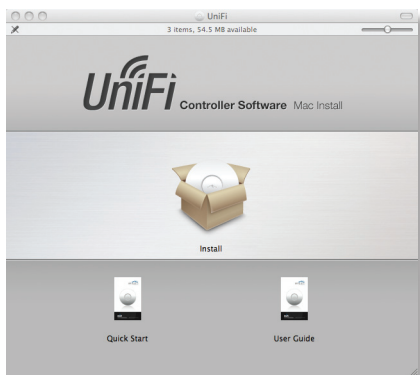 UniFi
3 items, 54.5 MB available
UniFi Controller Software Mac Install
Install
Quick Start
User Guide